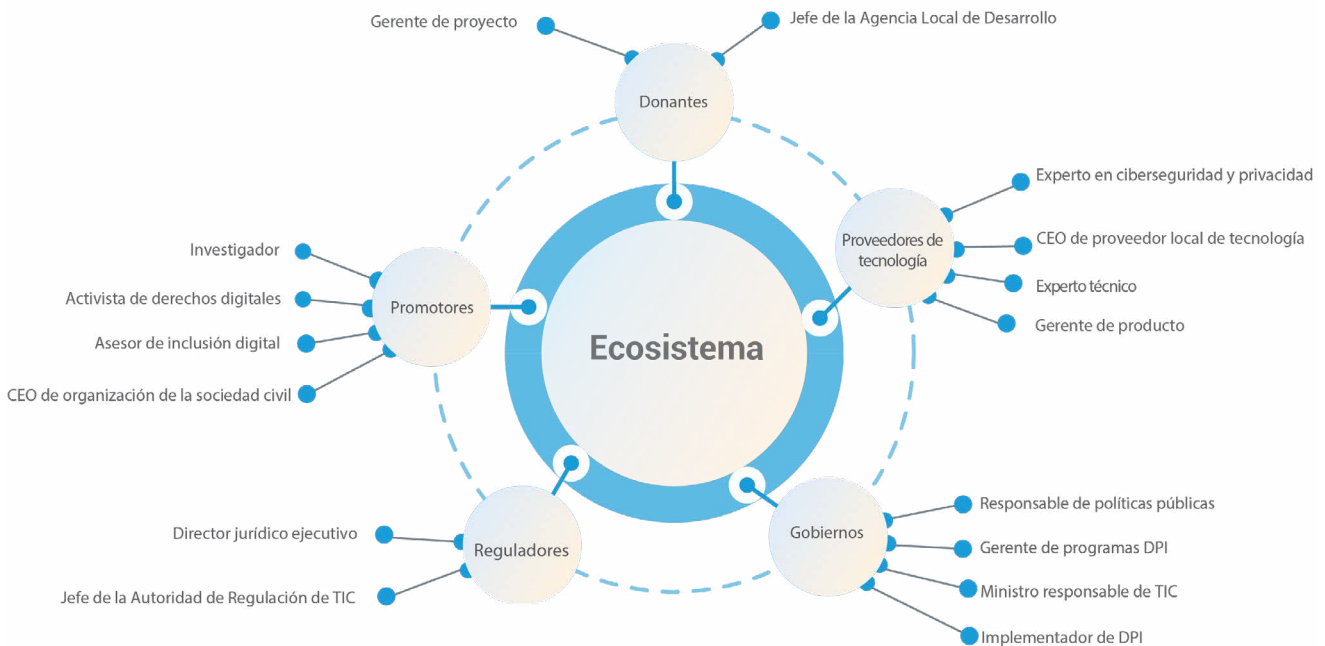 Gerente de proyecto
Jefe de la Agencia Local de Desarrollo
Donantes
Experto en ciberseguridad y privacidad
CEO de proveedor local de tecnología
Experto técnico
Gerente de producto
Proveedores de
tecnología
Investigador
Activista de derechos digitales
Asesor de inclusión digital
CEO de organización de la sociedad civil
Promotores
Ecosistema
Director jurídico ejecutivo
Jefe de la Autoridad de Regulación de TIC
Reguladores
Gobiernos
Responsable de políticas públicas
Gerente de programas DPI
Ministro responsable de TIC
Implementador de DPI